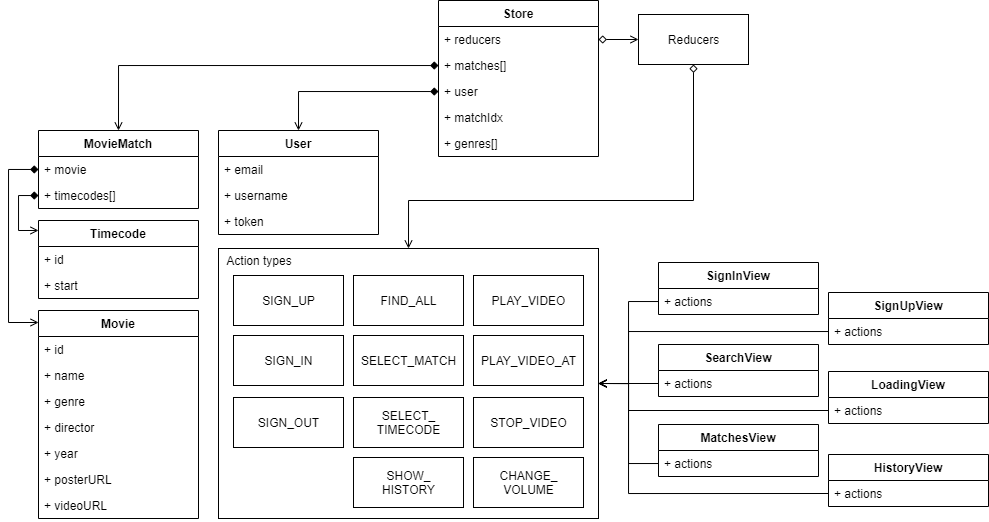 Store
+ reducers
+ matches[]
+ user
+ matchIdx
+ genres[]
Reducers
MovieMatch
+ movie
+ timecodes[]
User
+ email
+ username
+ token
Timecode
+ id
+ start
Movie
+ id
+ name
+ genre
+ director
+ year
+ posterURL
+ videoURL
Action types
SIGN_UP
FIND_ALL
PLAY_VIDEO
SIGN_IN
SELECT_MATCH
PLAY_VIDEO_AT
SIGN_OUT
SELECT_
TIMECODE
STOP_VIDEO
SHOW_
HISTORY
CHANGE_
VOLUME
SignInView
+ actions
SignUpView
+ actions
SearchView
+ actions
LoadingView
+ actions
MatchesView
+ actions
HistoryView
+ actions